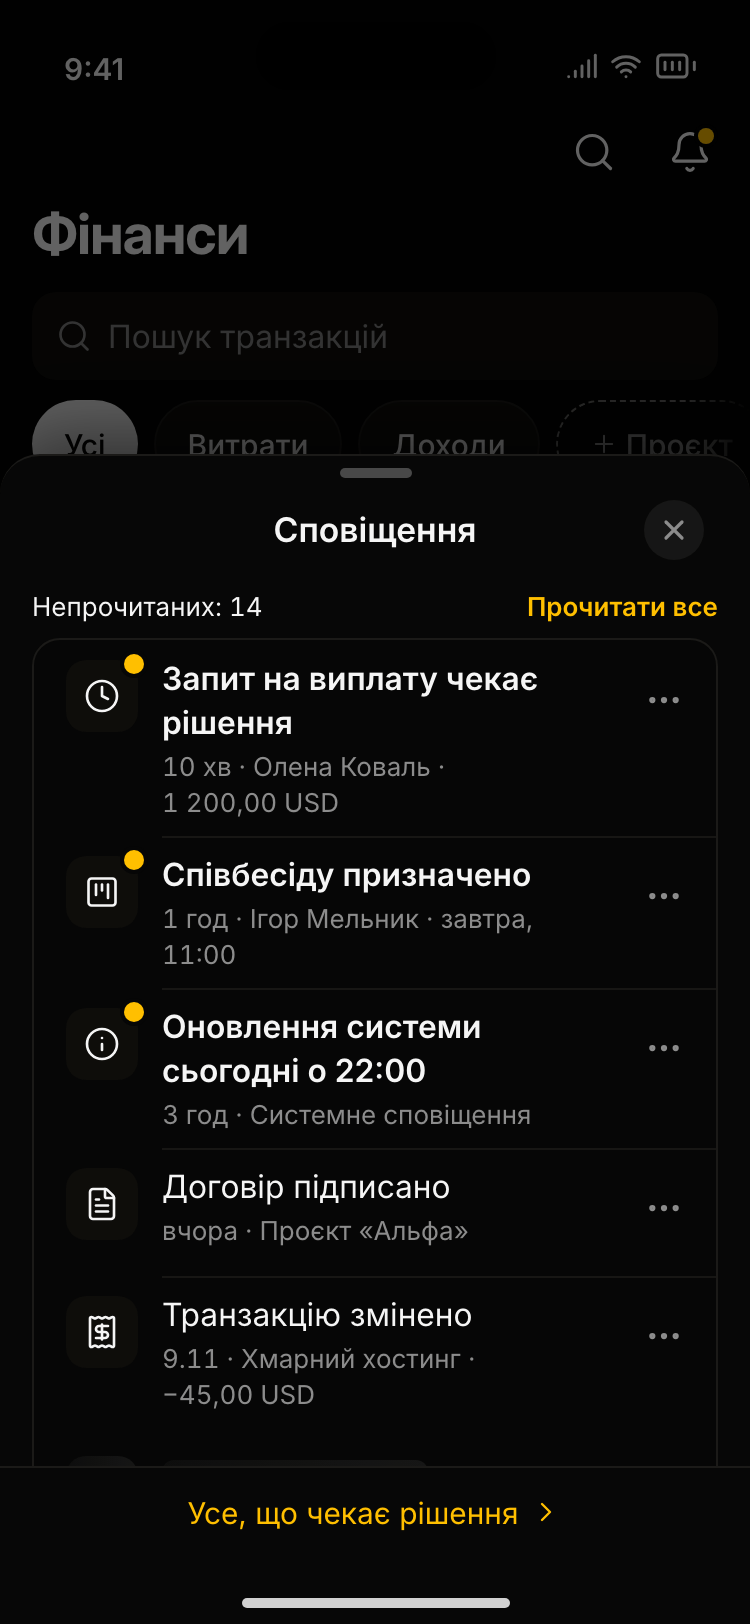 9:41
Фінанси
Пошук транзакцій
Усі Витрати Доходи + Проєкт
Сповіщення
Непрочитаних: 14 Прочитати все
Запит на виплату чекає
рішення
10 хв · Олена Коваль ·
1 200,00 USD
Співбесіду призначено
1 год · Ігор Мельник · завтра,
11:00
Оновлення системи
сьогодні о 22:00
3 год · Системне сповіщення
Договір підписано
вчора · Проєкт «Альфа»
Транзакцію змінено
9.11 · Хмарний хостинг ·
−45,00 USD
Усе, що чекає рішення